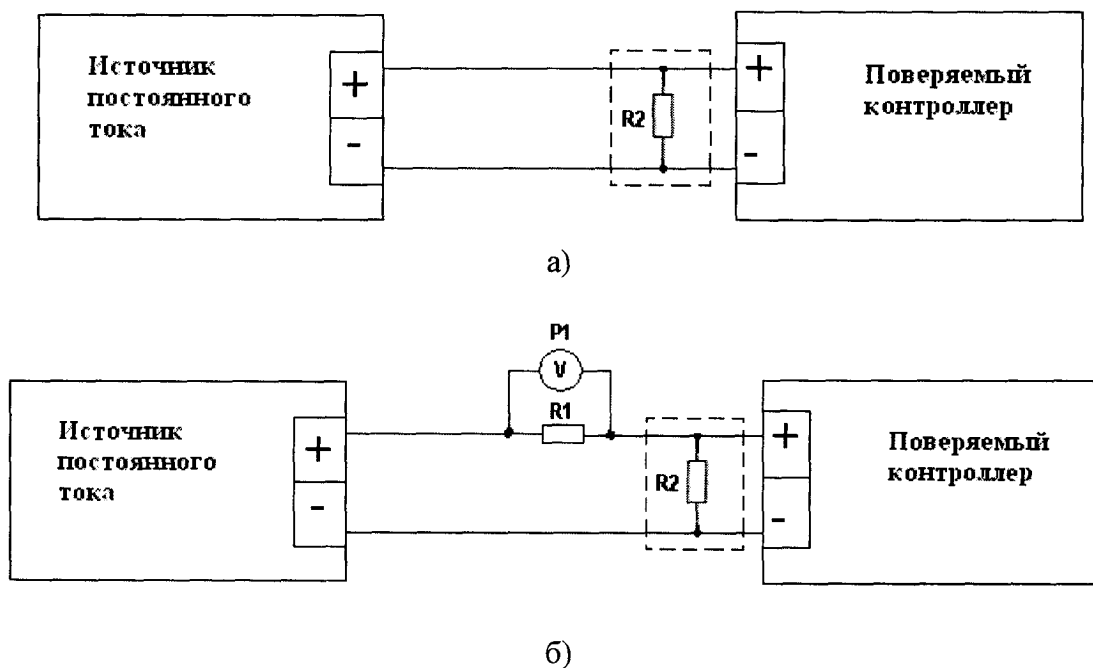 Источник
постоянного
тока
+
-
R2
+
-
Поверяемый
контроллер
а)
P1
V
R1
Источник
постоянного
тока
+
-
R2
+
-
Поверяемый
контроллер
б)